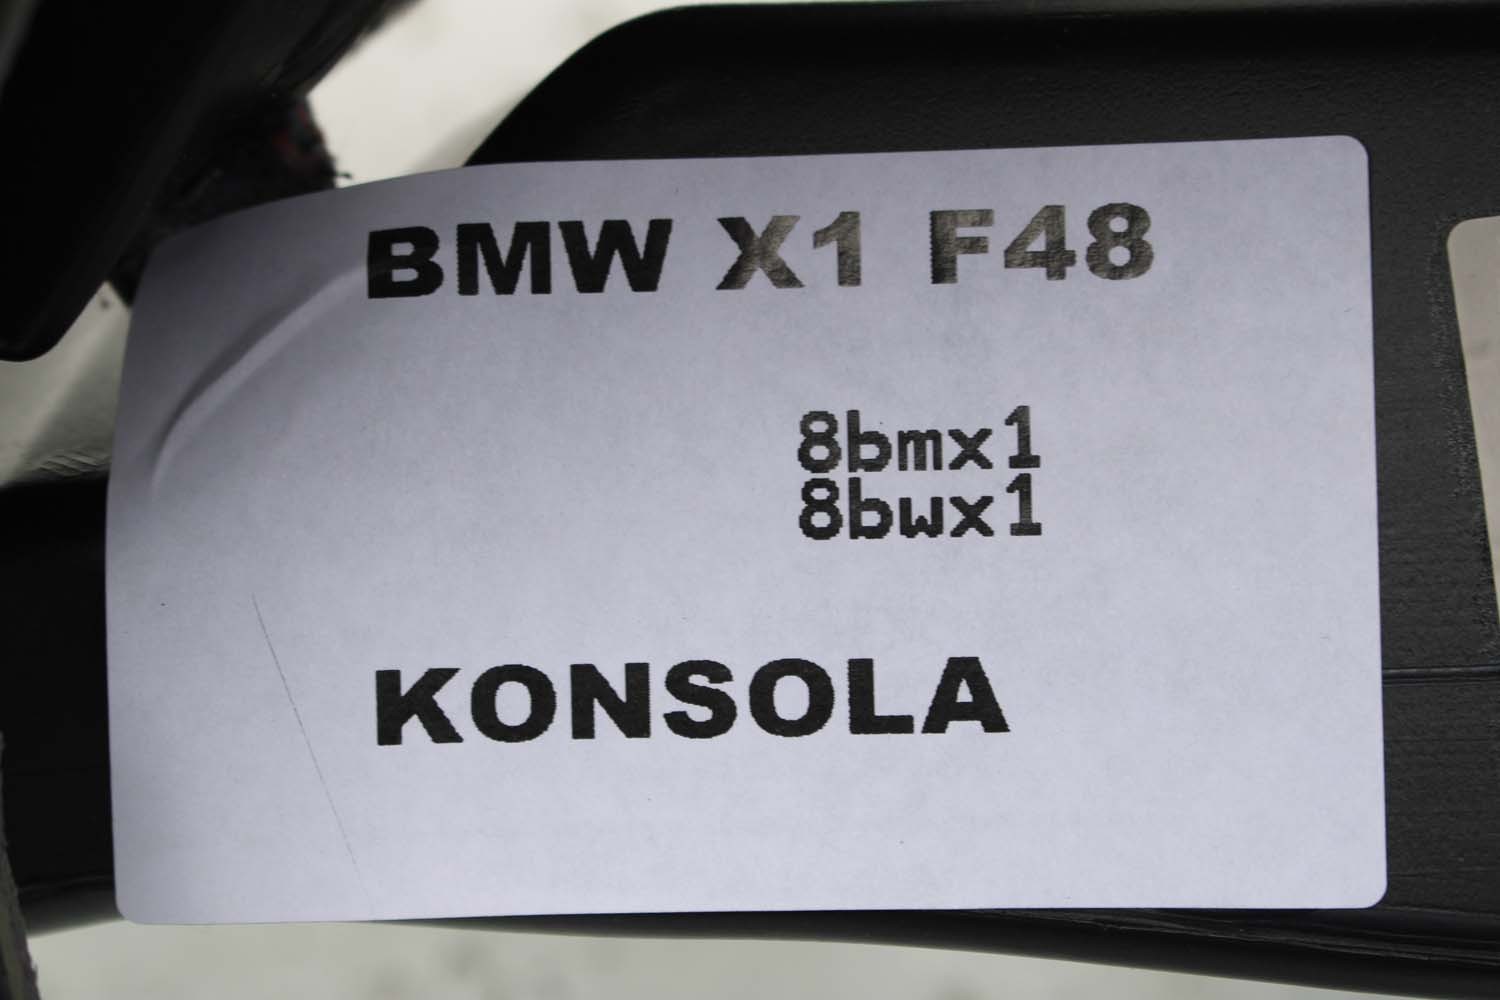 BMW X1 F48
8bmx1
8bwx1
KONSOLA